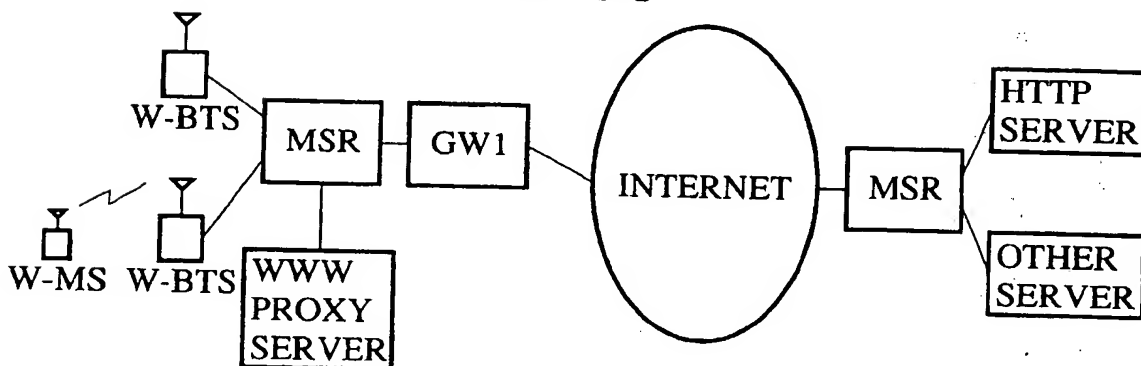 W-BTS
MSR
GW1
INTERNET
MSR
HTTP
SERVER
W-MS
W-BTS
WWW
PROXY
SERVER
OTHER
SERVER